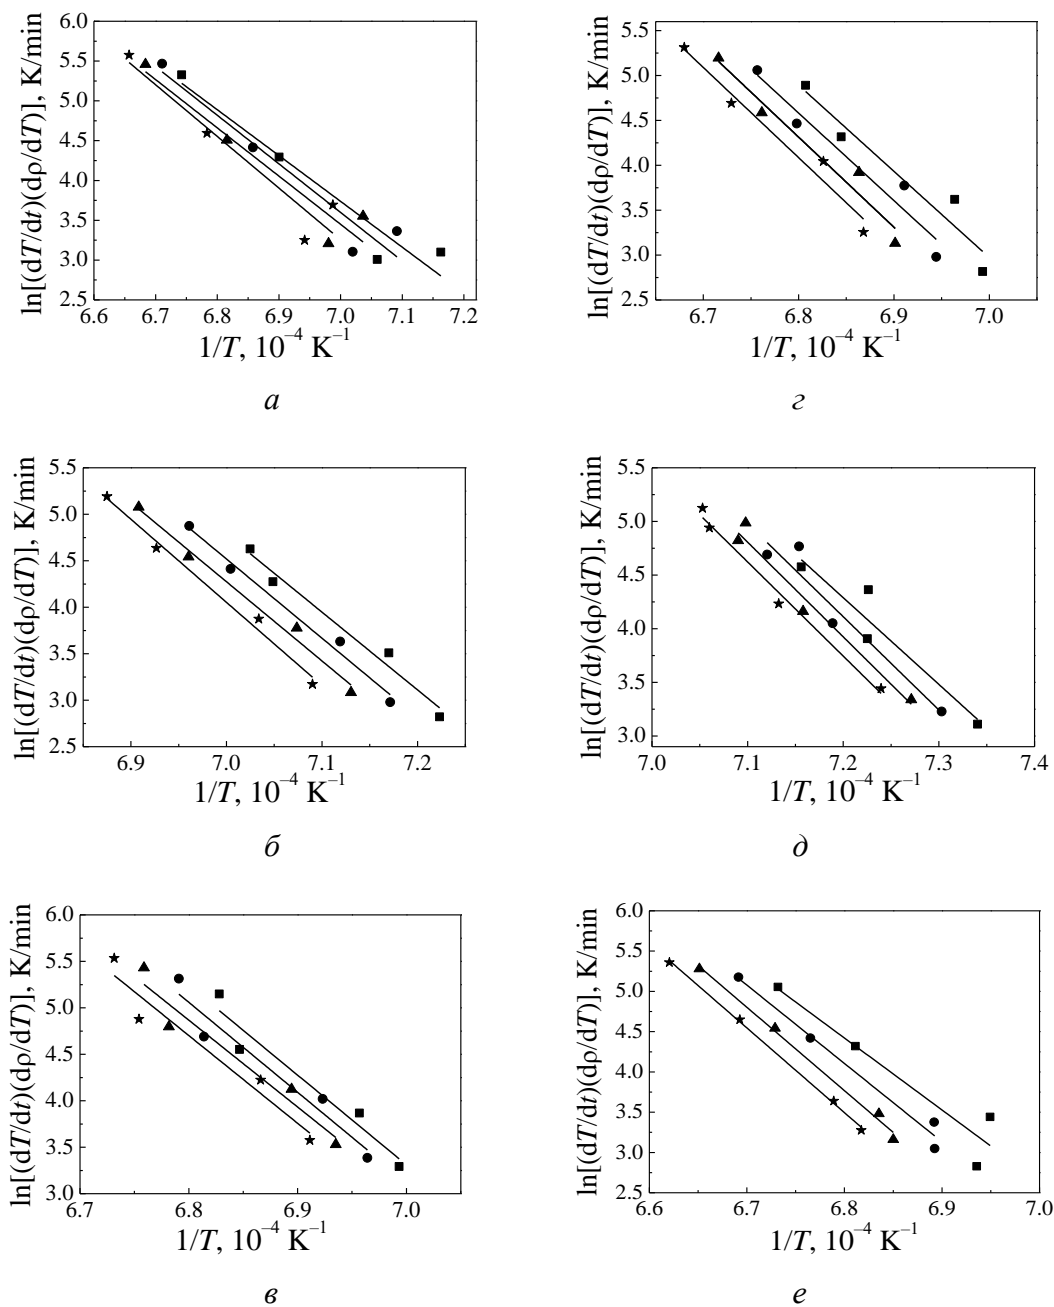 ln[(dT/dt)(dρ/dT)], K/min
6.0
5.5
5.0
4.5
4.0
3.5
3.0
2.5
6.6 6.7 6.8 6.9 7.0 7.1 7.2
1/T, 10⁻⁴ K⁻¹
а
ln[(dT/dt)(dρ/dT)], K/min
5.5
5.0
4.5
4.0
3.5
3.0
2.5
6.7 6.8 6.9 7.0
1/T, 10⁻⁴ K⁻¹
г
ln[(dT/dt)(dρ/dT)], K/min
5.5
5.0
4.5
4.0
3.5
3.0
2.5
6.9 7.0 7.1 7.2
1/T, 10⁻⁴ K⁻¹
б
ln[(dT/dt)(dρ/dT)], K/min
5.5
5.0
4.5
4.0
3.5
3.0
7.0 7.1 7.2 7.3 7.4
1/T, 10⁻⁴ K⁻¹
д
ln[(dT/dt)(dρ/dT)], K/min
6.0
5.5
5.0
4.5
4.0
3.5
3.0
6.7 6.8 6.9 7.0
1/T, 10⁻⁴ K⁻¹
в
ln[(dT/dt)(dρ/dT)], K/min
6.0
5.5
5.0
4.5
4.0
3.5
3.0
2.5
6.6 6.7 6.8 6.9 7.0
1/T, 10⁻⁴ K⁻¹
е